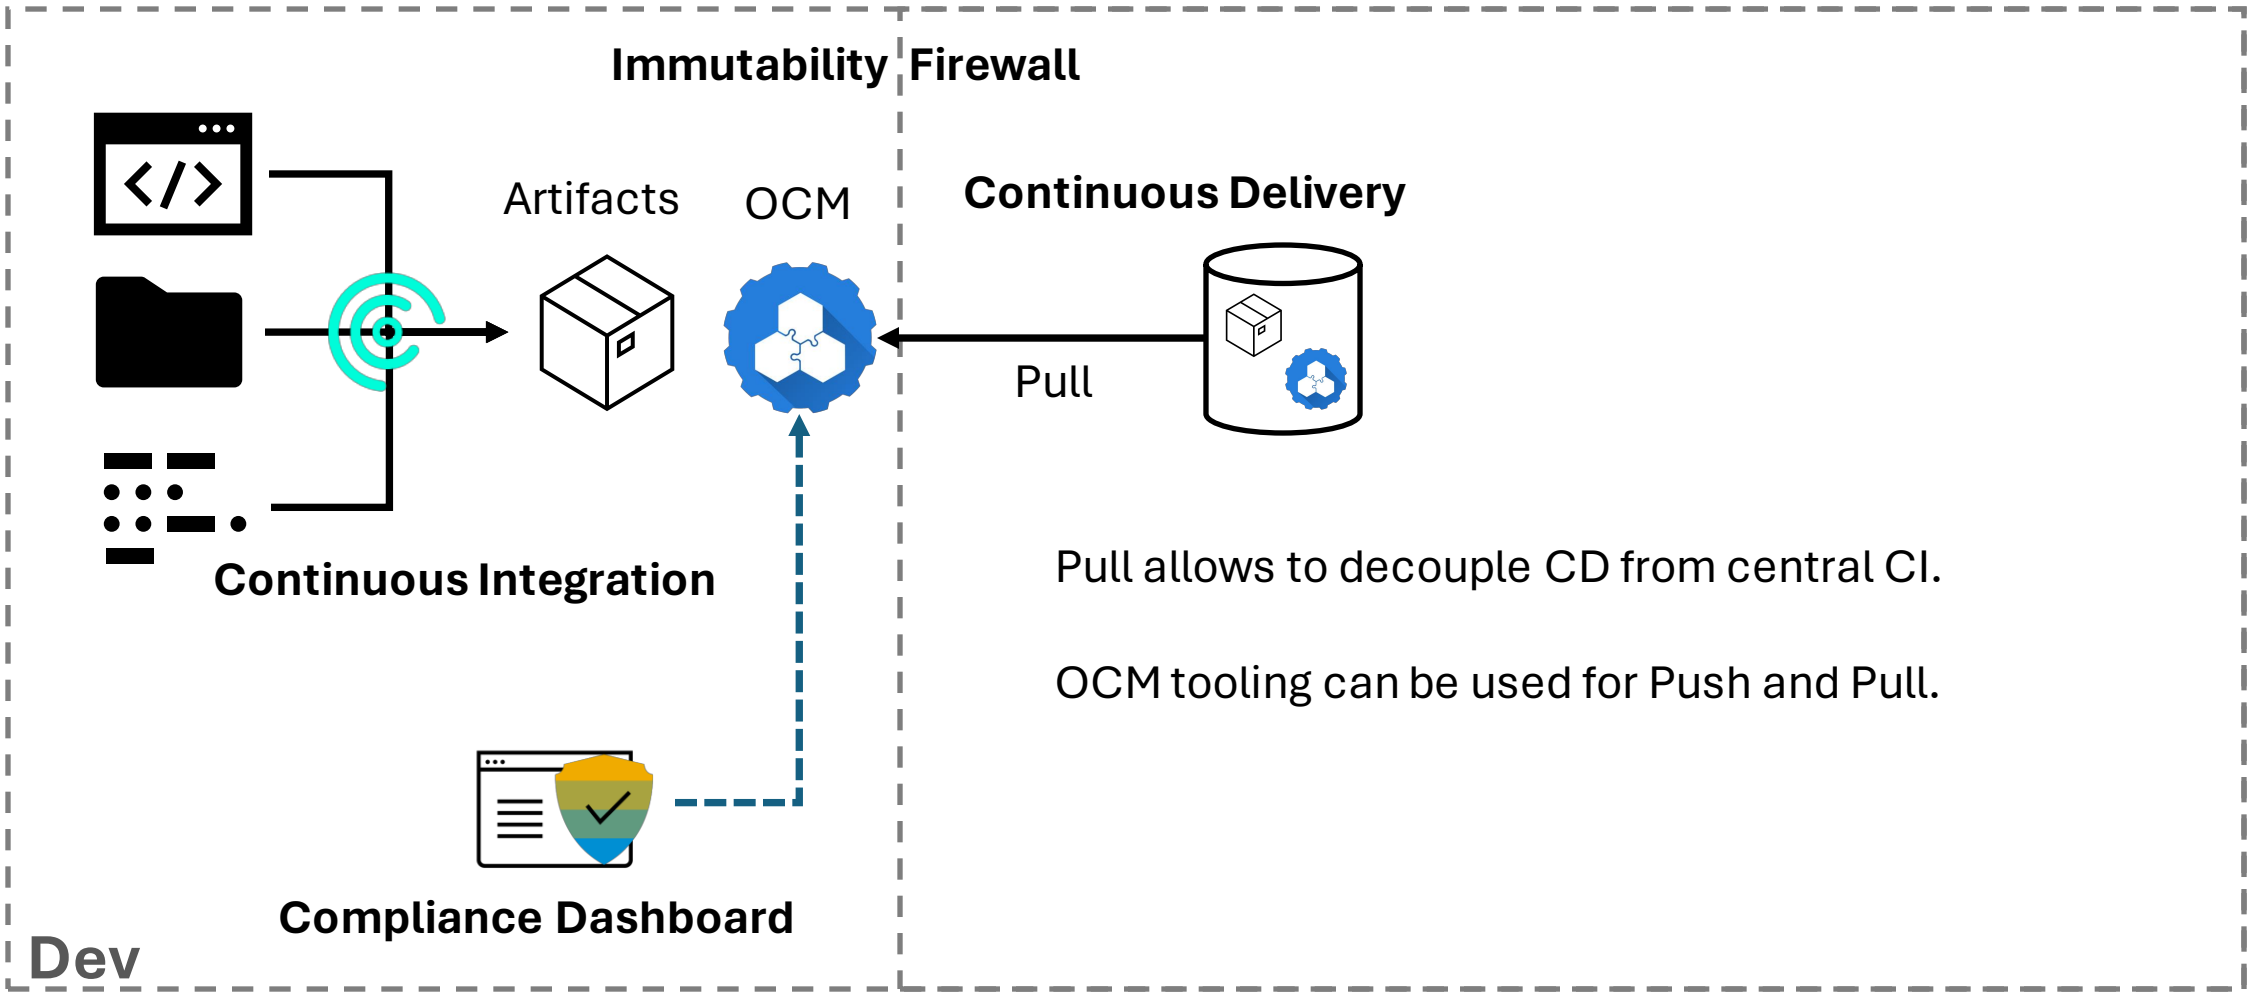 Immutability Firewall
Artifacts
OCM
Continuous Delivery
Pull
Continuous Integration
Pull allows to decouple CD from central CI.
OCM tooling can be used for Push and Pull.
Compliance Dashboard
Dev